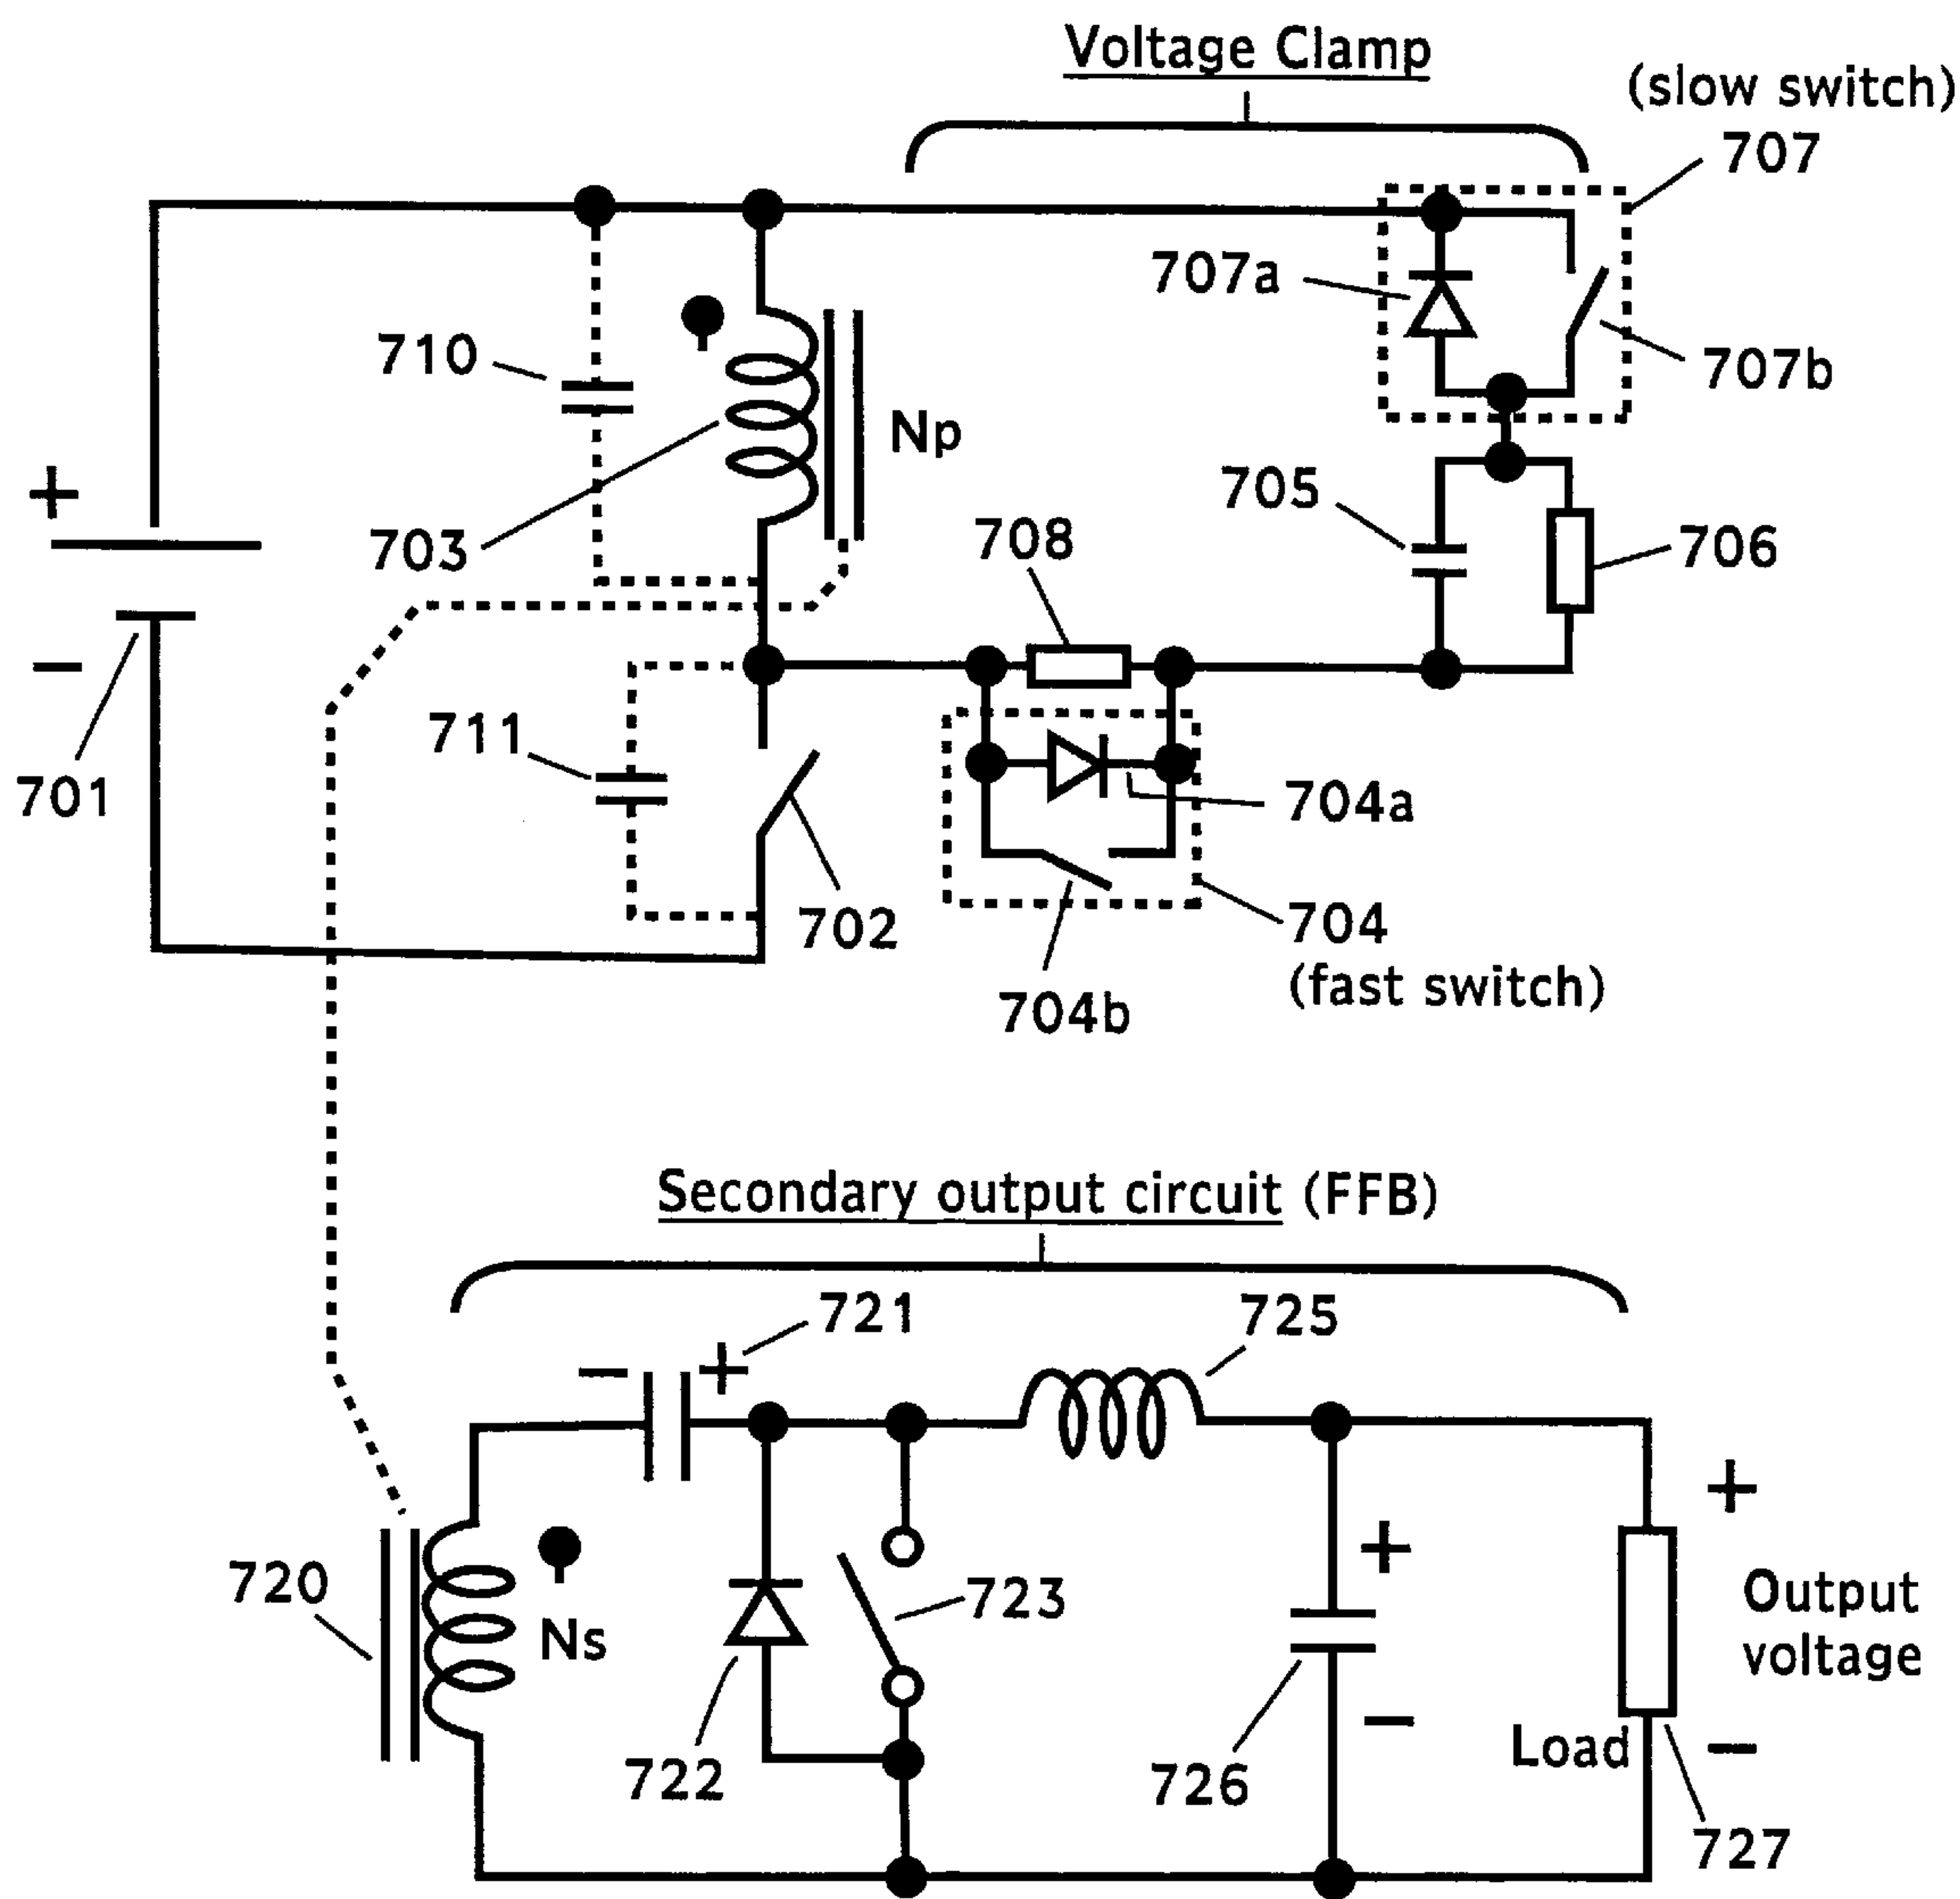 Voltage Clamp
(slow switch)
707
707a
710
707b
Np
+
705
703
708
706
−
711
701
704a
702
704
(fast switch)
704b
Secondary output circuit (FFB)
721
725
− +
+
720
+
723
Output
voltage
Ns
722
726
−
Load
−
727